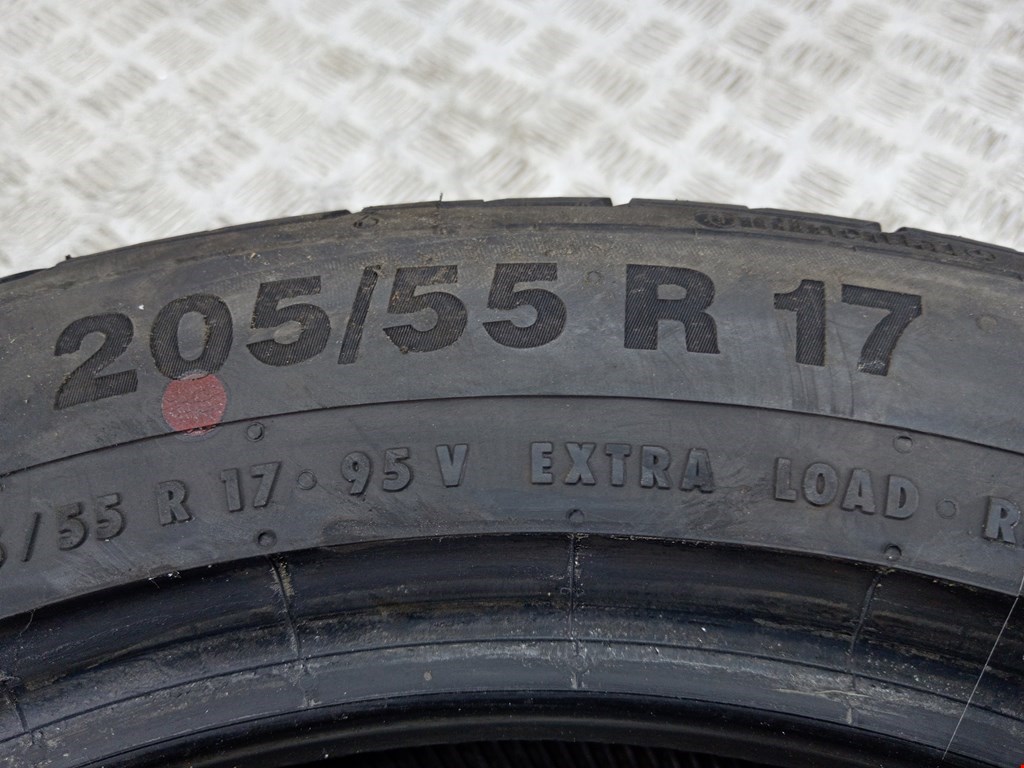 205/55 R 17
/55 R 17 · 95 V EXTRA LOAD · R